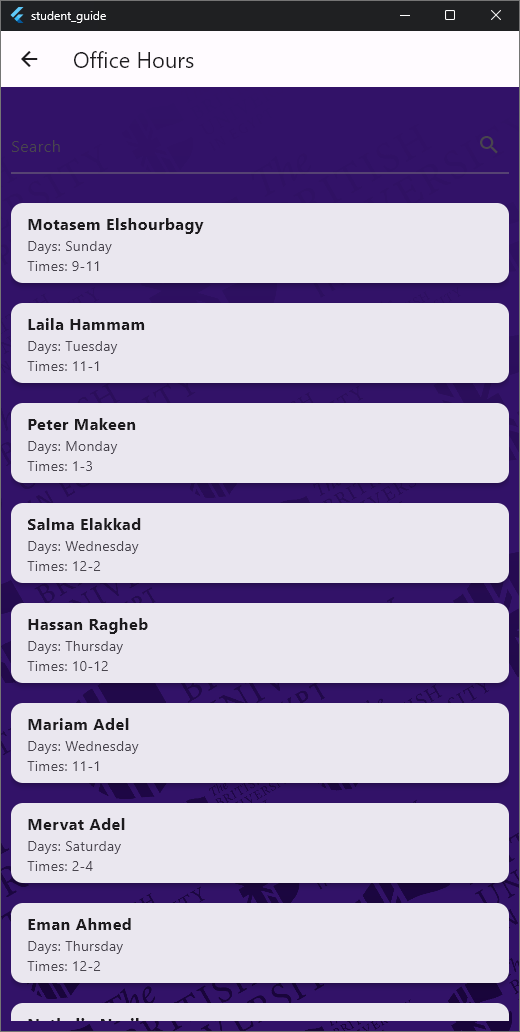 student_guide
Office Hours
Search
Motasem Elshourbagy
Days: Sunday
Times: 9-11
Laila Hammam
Days: Tuesday
Times: 11-1
Peter Makeen
Days: Monday
Times: 1-3
Salma Elakkad
Days: Wednesday
Times: 12-2
Hassan Ragheb
Days: Thursday
Times: 10-12
Mariam Adel
Days: Wednesday
Times: 11-1
Mervat Adel
Days: Saturday
Times: 2-4
Eman Ahmed
Days: Thursday
Times: 12-2